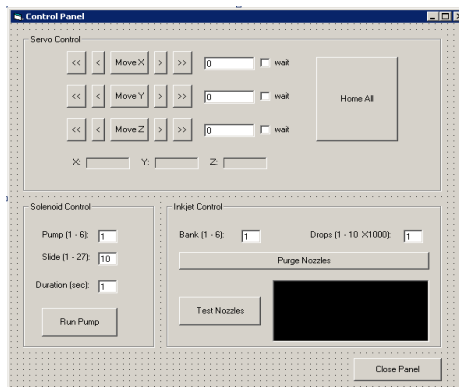 Control Panel
Servo Control
<< < Move X > >> 0 wait
<< < Move Y > >> 0 wait
<< < Move Z > >> 0 wait
Home All
X: Y: Z:
Solenoid Control
Pump (1 - 6): 1
Slide (1 - 27): 10
Duration (sec): 1
Run Pump
Inkjet Control
Bank (1 - 6): 1 Drops (1 - 10 X1000): 1
Purge Nozzles
Test Nozzles
Close Panel